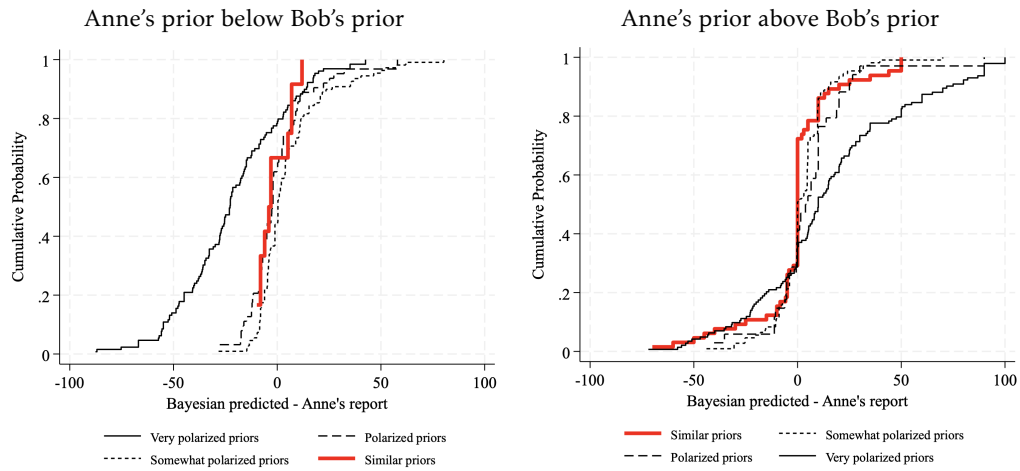 Anne's prior below Bob's prior
Cumulative Probability
1
.8
.6
.4
.2
0
-100 -50 0 50 100
Bayesian predicted - Anne's report
Very polarized priors Polarized priors
Somewhat polarized priors Similar priors
Anne's prior above Bob's prior
Cumulative Probability
1
.8
.6
.4
.2
0
-100 -50 0 50 100
Bayesian predicted - Anne's report
Similar priors Somewhat polarized priors
Polarized priors Very polarized priors